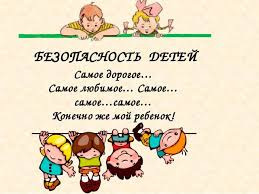 БЕЗОПАСНОСТЬ ДЕТЕЙ
Самое дорогое…
Самое любимое… Самое…
самое…самое…
Конечно же мой ребенок!